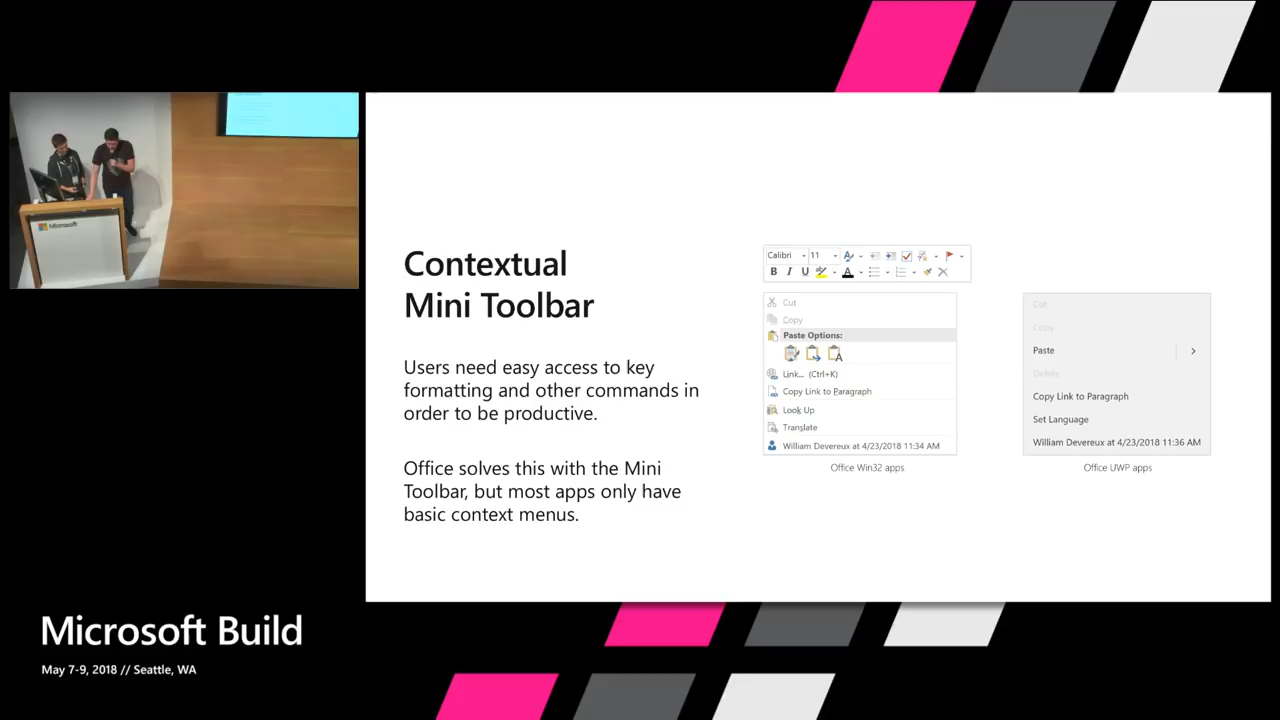 Microsoft
Contextual
Mini Toolbar
Users need easy access to key
formatting and other commands in
order to be productive.
Office solves this with the Mini
Toolbar, but most apps only have
basic context menus.
Calibri 11
B I U A
Cut
Copy
Paste Options:
Link... (Ctrl+K)
Copy Link to Paragraph
Look Up
Translate
William Devereux at 4/23/2018 11:34 AM
Office Win32 apps
Cut
Copy
Paste
Delete
Copy Link to Paragraph
Set Language
William Devereux at 4/23/2018 11:36 AM
Office UWP apps
Microsoft Build
May 7-9, 2018 // Seattle, WA